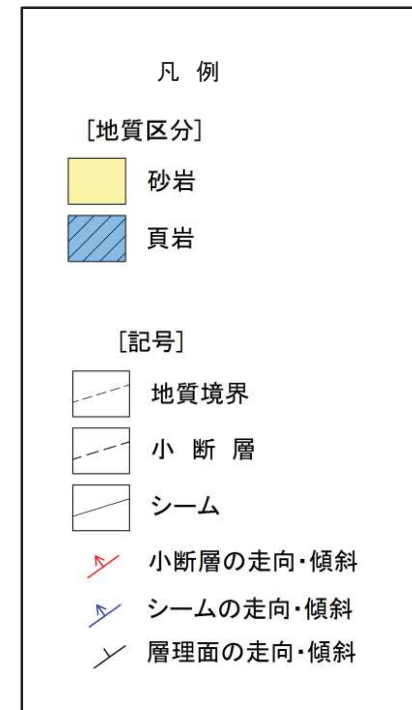 凡 例
[地質区分]
砂岩
頁岩
[記号]
地質境界
小 断 層
シーム
小断層の走向・傾斜
シームの走向・傾斜
層理面の走向・傾斜